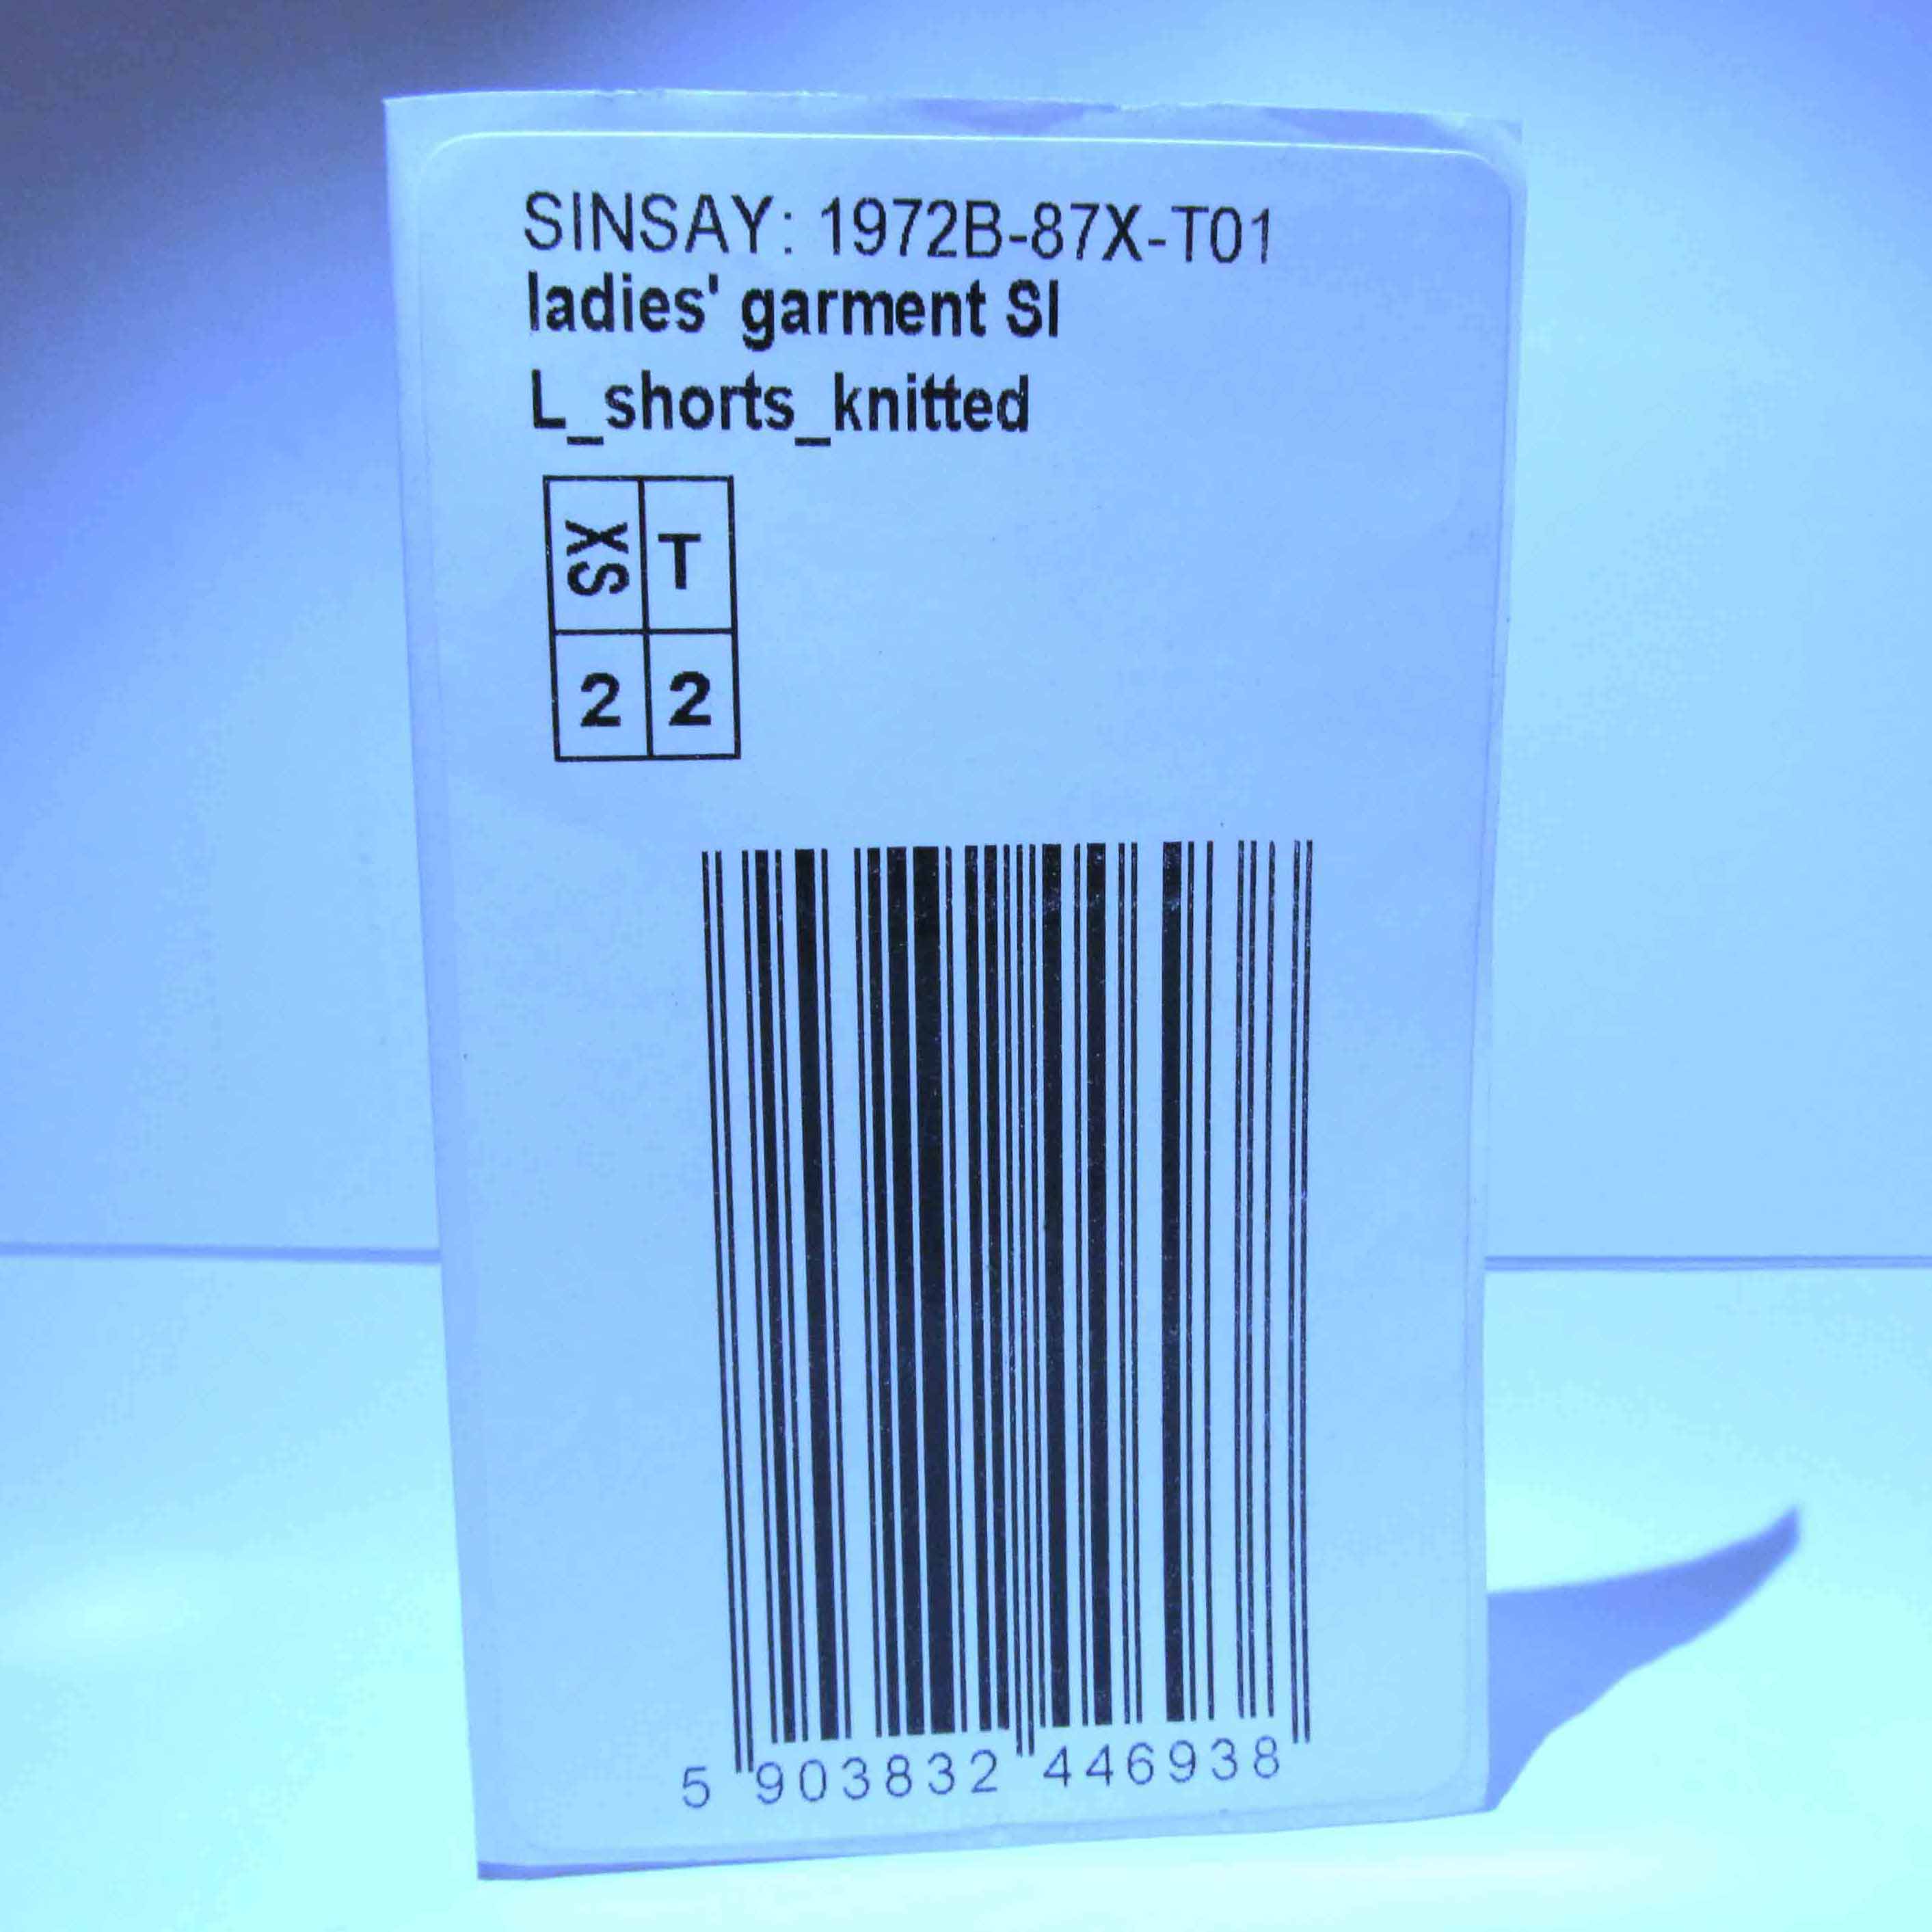 SINSAY: 1972B-87X-T01
ladies' garment SI
L_shorts_knitted
XS T
2 2
5 903832 446938